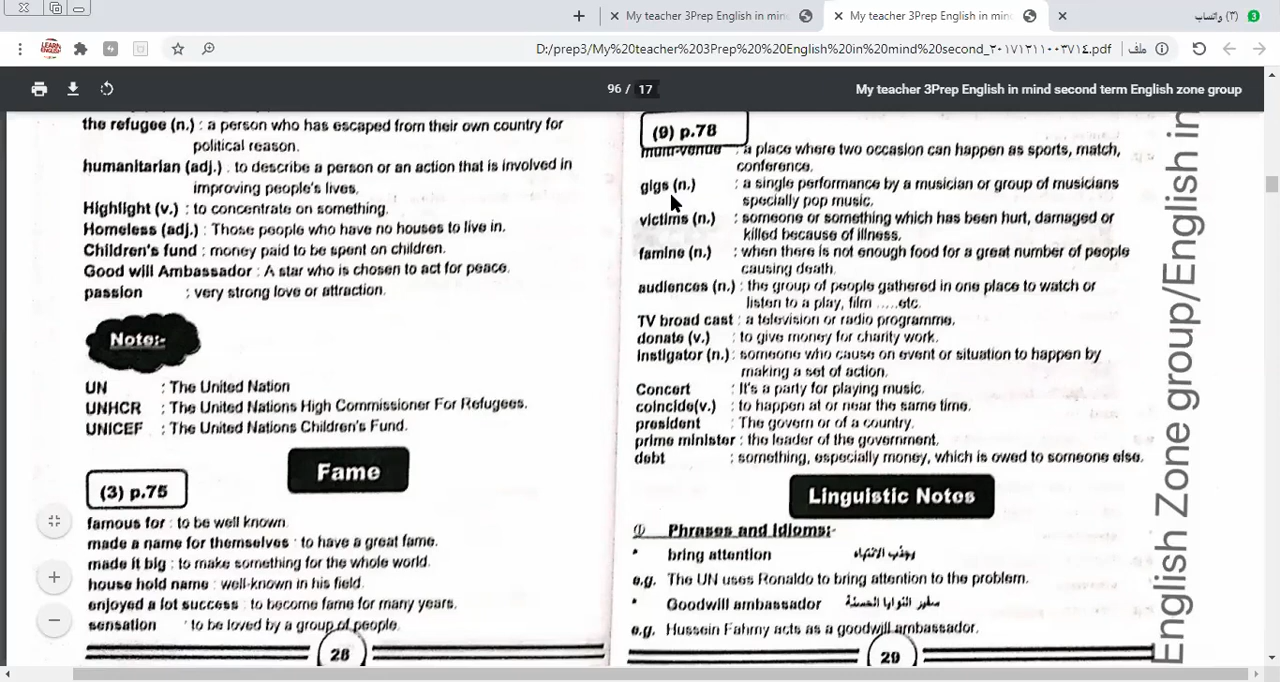 My teacher 3Prep English in mind
My teacher 3Prep English in mind
(٣) واتساب
3
D:/prep3/My%20teacher%203Prep%20%20English%20in%20mind%20second_٢٠١٧١٢١١٠٠٣٧١٤.pdf
ملف
96 / 17
My teacher 3Prep English in mind second term English zone group
the refugee (n.) : a person who has escaped from their own country for
political reason.
humanitarian (adj.) : to describe a person or an action that is involved in
improving people's lives.
Highlight (v.) : to concentrate on something.
Homeless (adj.) : Those people who have no houses to live in.
Children's fund : money paid to be spent on children.
Good will Ambassador : A star who is chosen to act for peace.
passion : very strong love or attraction.
Note:-
UN : The United Nation
UNHCR : The United Nations High Commissioner For Refugees.
UNICEF : The United Nations Children's Fund.
Fame
(3) p.75
famous for : to be well known.
made a name for themselves : to have a great fame.
made it big : to make something for the whole world.
house hold name : well-known in his field.
enjoyed a lot success : to become fame for many years.
sensation : to be loved by a group of people.
28
(9) p.78
multi-venue : a place where two occasion can happen as sports, match,
conference.
gigs (n.) : a single performance by a musician or group of musicians
specially pop music.
victims (n.) : someone or something which has been hurt, damaged or
killed because of illness.
famine (n.) : when there is not enough food for a great number of people
causing death.
audiences (n.) : the group of people gathered in one place to watch or
listen to a play, film .....etc.
TV broad cast : a television or radio programme.
donate (v.) : to give money for charity work.
instigator (n.) : someone who cause on event or situation to happen by
making a set of action.
Concert : It's a party for playing music.
coincide(v.) : to happen at or near the same time.
president : The govern or of a country.
prime minister : the leader of the government.
debt : something, especially money, which is owed to someone else.
Linguistic Notes
① Phrases and Idioms:-
* bring attention يجذب الانتباه
e.g. The UN uses Ronaldo to bring attention to the problem.
* Goodwill ambassador سفير النوايا الحسنة
e.g. Hussein Fahmy acts as a goodwill ambassador.
29
English Zone group/English in